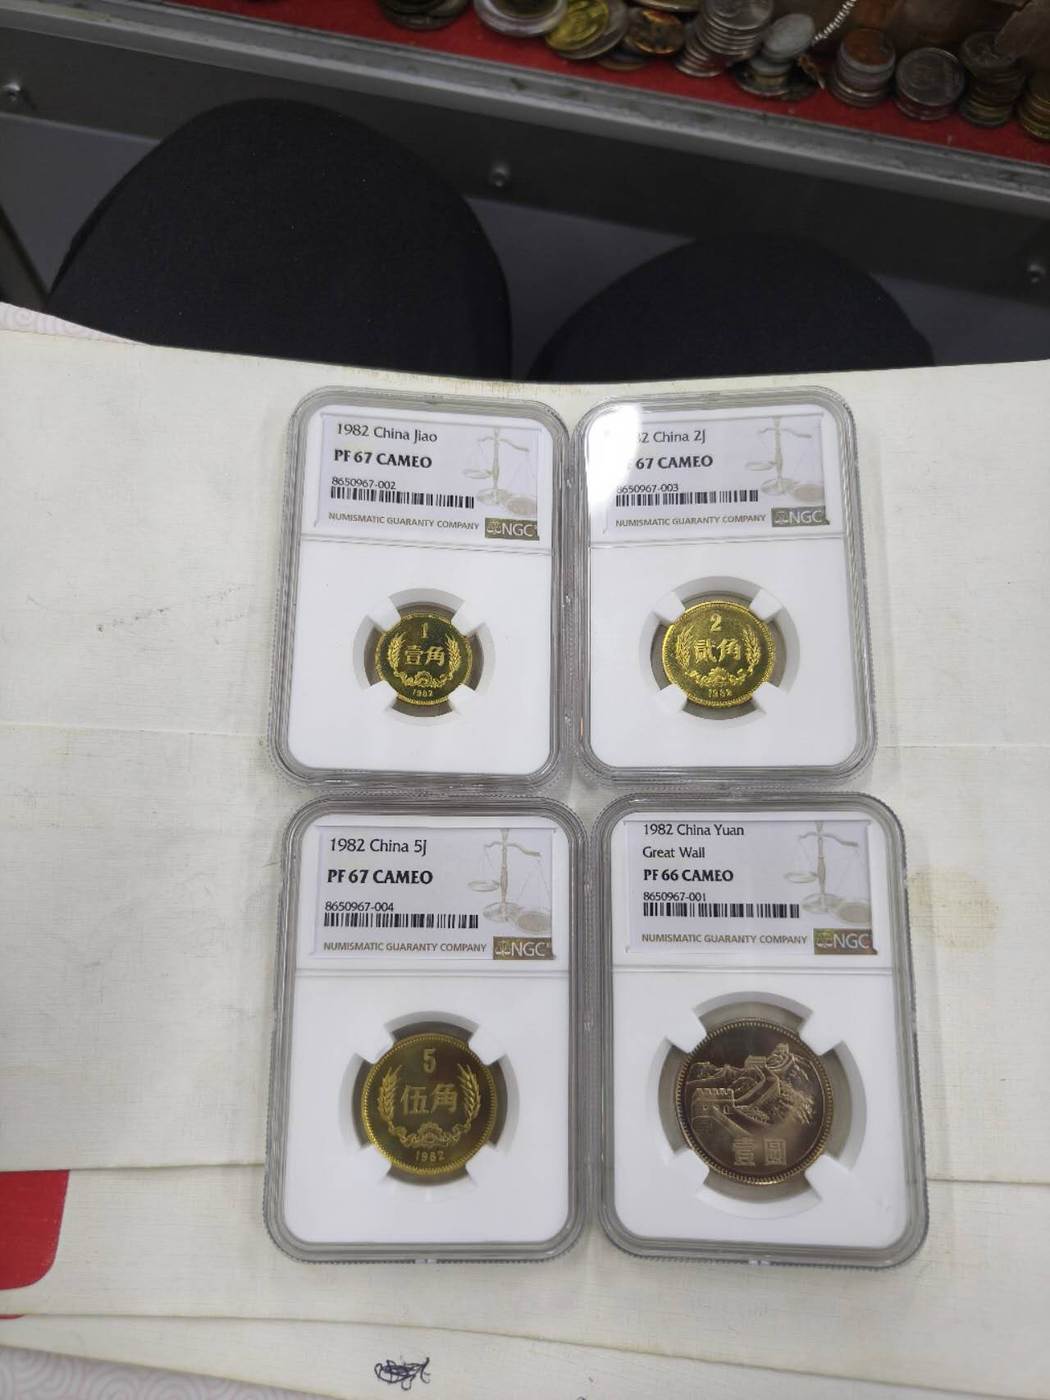 1982 China Jiao
PF 67 CAMEO
8650967-002
NUMISMATIC GUARANTY COMPANY NGC
1
壹角
1982
China 2J
67 CAMEO
8650967-003
NUMISMATIC GUARANTY COMPANY NGC
2
贰角
1982
1982 China 5J
PF 67 CAMEO
8650967-004
NUMISMATIC GUARANTY COMPANY NGC
5
伍角
1982
1982 China Yuan
Great Wall
PF 66 CAMEO
8650967-001
NUMISMATIC GUARANTY COMPANY NGC
壹圆